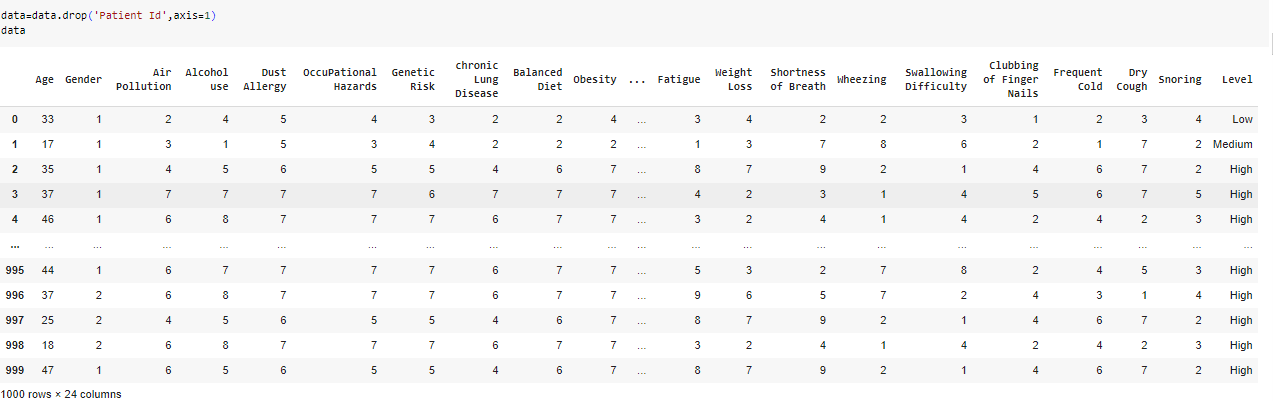 data=data.drop('Patient Id',axis=1)
data
Age Gender Air Pollution Alcohol use Dust Allergy OccuPational Hazards Genetic Risk chronic Lung Disease Balanced Diet Obesity ... Fatigue Weight Loss Shortness of Breath Wheezing Swallowing Difficulty Clubbing of Finger Nails Frequent Cold Dry Cough Snoring Level
0 33 1 2 4 5 4 3 2 2 4 ... 3 4 2 2 3 1 2 3 4 Low
1 17 1 3 1 5 3 4 2 2 2 ... 1 3 7 8 6 2 1 7 2 Medium
2 35 1 4 5 6 5 5 4 6 7 ... 8 7 9 2 1 4 6 7 2 High
3 37 1 7 7 7 7 6 7 7 7 ... 4 2 3 1 4 5 6 7 5 High
4 46 1 6 8 7 7 7 6 7 7 ... 3 2 4 1 4 2 4 2 3 High
... ... ... ... ... ... ... ... ... ... ... ... ... ... ... ... ... ... ... ... ... ...
995 44 1 6 7 7 7 7 6 7 7 ... 5 3 2 7 8 2 4 5 3 High
996 37 2 6 8 7 7 7 6 7 7 ... 9 6 5 7 2 4 3 1 4 High
997 25 2 4 5 6 5 5 4 6 7 ... 8 7 9 2 1 4 6 7 2 High
998 18 2 6 8 7 7 7 6 7 7 ... 3 2 4 1 4 2 4 2 3 High
999 47 1 6 5 6 5 5 4 6 7 ... 8 7 9 2 1 4 6 7 2 High
1000 rows × 24 columns